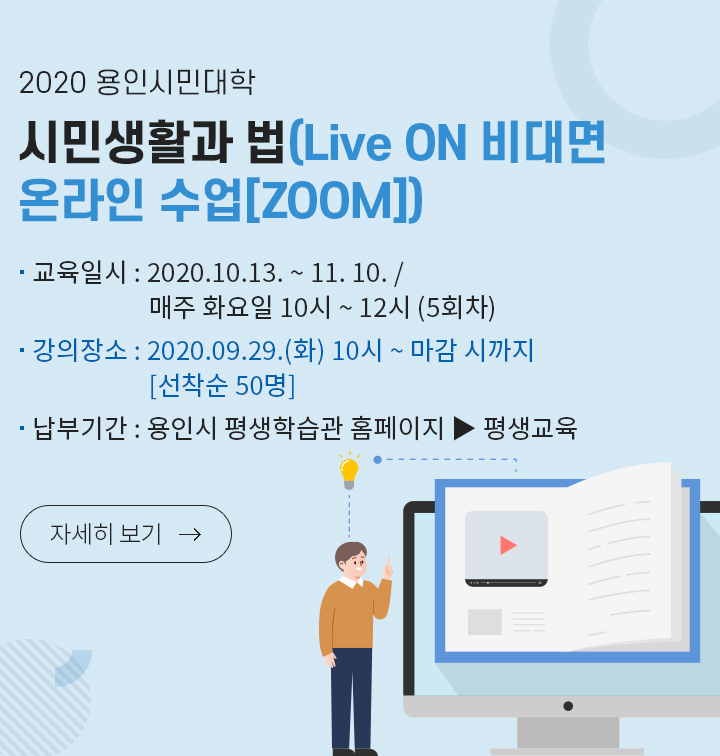 2020 용인시민대학
시민생활과 법(Live ON 비대면
온라인 수업[ZOOM])
· 교육일시 : 2020.10.13. ~ 11. 10. /
매주 화요일 10시 ~ 12시 (5회차)
· 강의장소 : 2020.09.29.(화) 10시 ~ 마감 시까지
[선착순 50명]
· 납부기간 : 용인시 평생학습관 홈페이지 ▶ 평생교육
자세히 보기 →